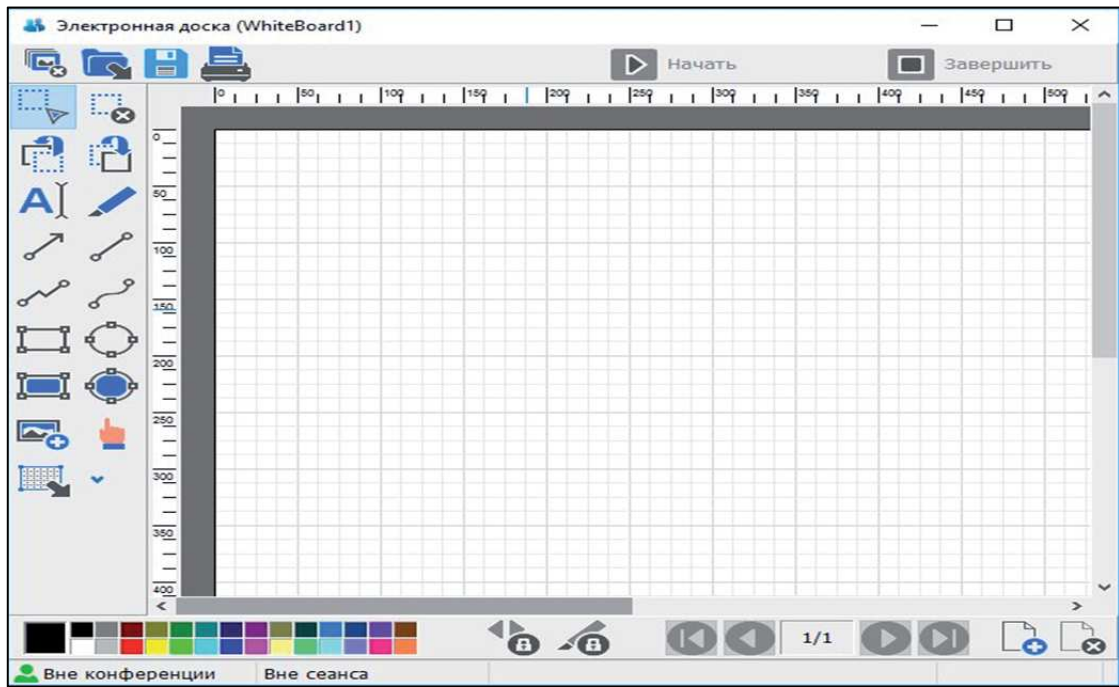 Электронная доска (WhiteBoard1)
Начать Завершить
0 50 100 150 200 250 300 350 400 450 500
0
50
A
100
150
200
250
300
350
400
1/1
Вне конференции Вне сеанса